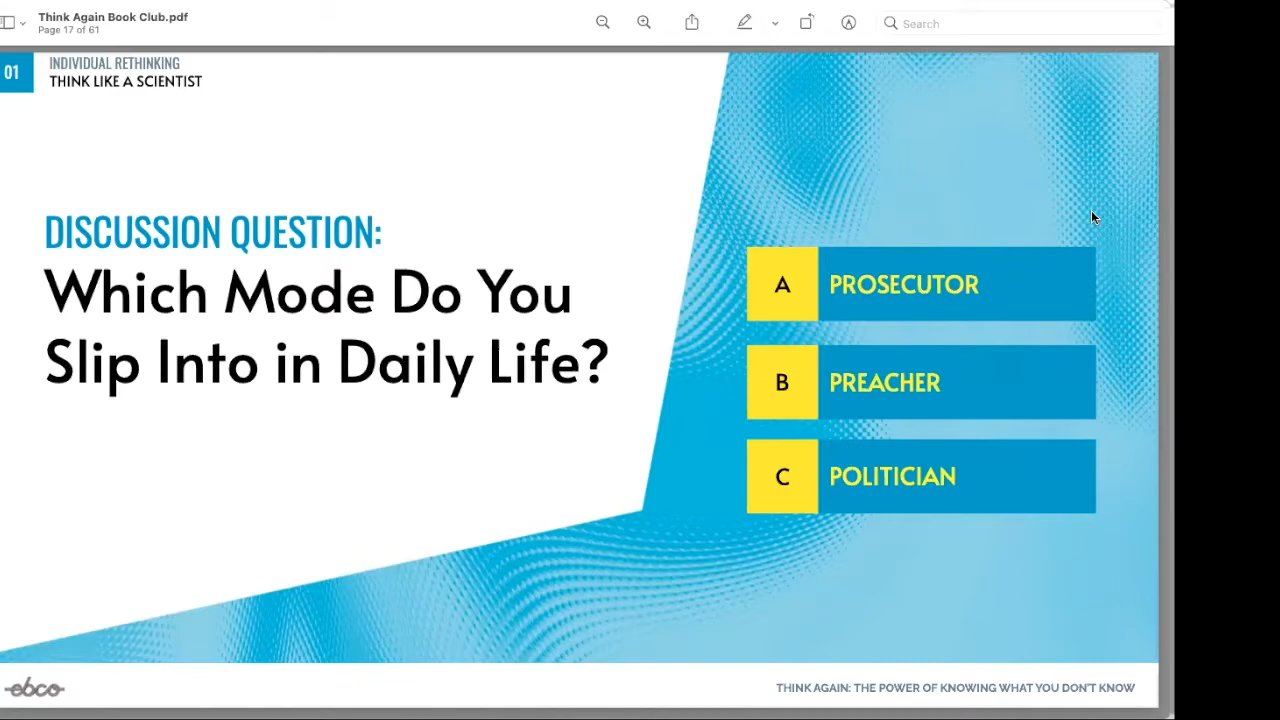 Think Again Book Club.pdf
Page 17 of 61
Search
01
INDIVIDUAL RETHINKING
THINK LIKE A SCIENTIST
DISCUSSION QUESTION:
Which Mode Do You
Slip Into in Daily Life?
A PROSECUTOR
B PREACHER
C POLITICIAN
ebco
THINK AGAIN: THE POWER OF KNOWING WHAT YOU DON'T KNOW